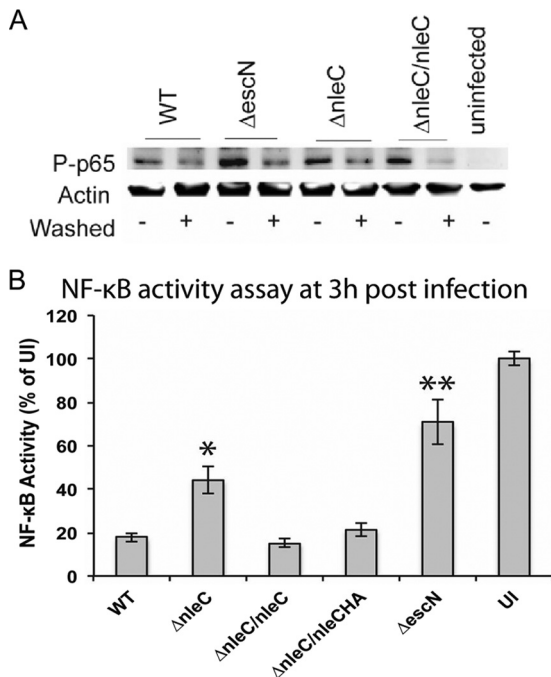 A
WT
ΔescN
ΔnleC
ΔnleC/nleC
uninfected
P-p65
Actin
Washed - + - + - + - + -
B
NF-κB activity assay at 3h post infection
NF-κB Activity (% of UI)
120
100
80
60
40
20
0
*
**
WT
ΔnleC
ΔnleC/nleC
ΔnleC/nleCHA
ΔescN
UI